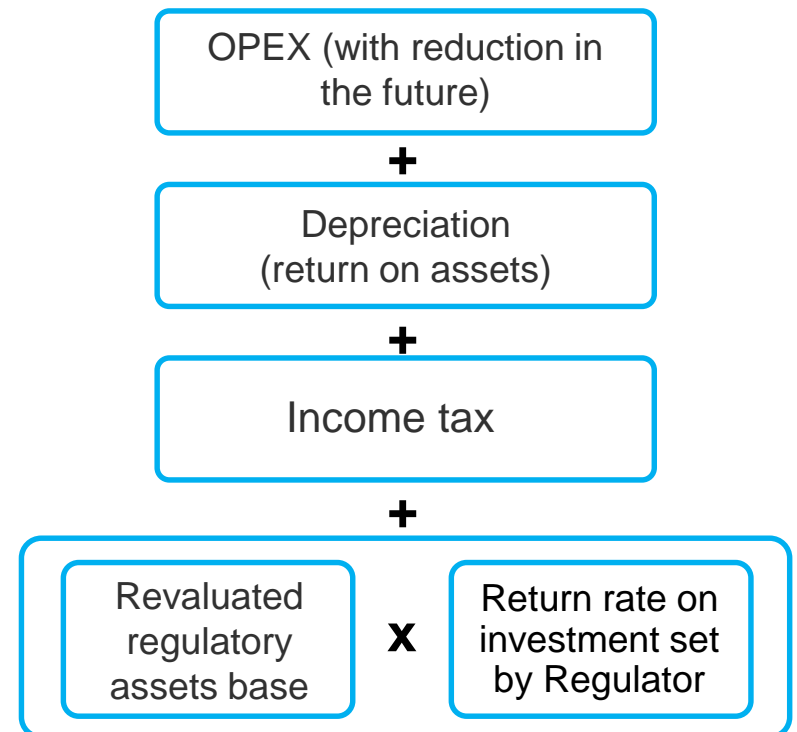 OPEX (with reduction in
the future)
+
Depreciation
(return on assets)
+
Income tax
+
Revaluated
regulatory
assets base
x
Return rate on
investment set
by Regulator